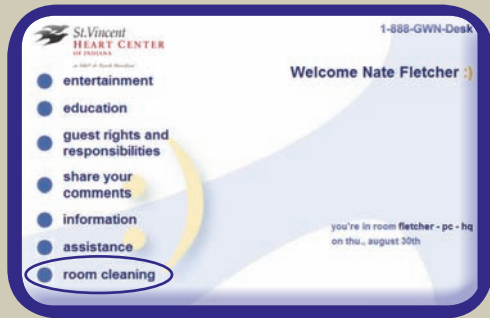 St.Vincent
HEART CENTER
OF INDIANA
1-888-GWN-Desk
Welcome Nate Fletcher :)
entertainment
education
guest rights and
responsibilities
share your
comments
information
assistance
room cleaning
you're in room fletcher - pc - hq
on thu., august 30th